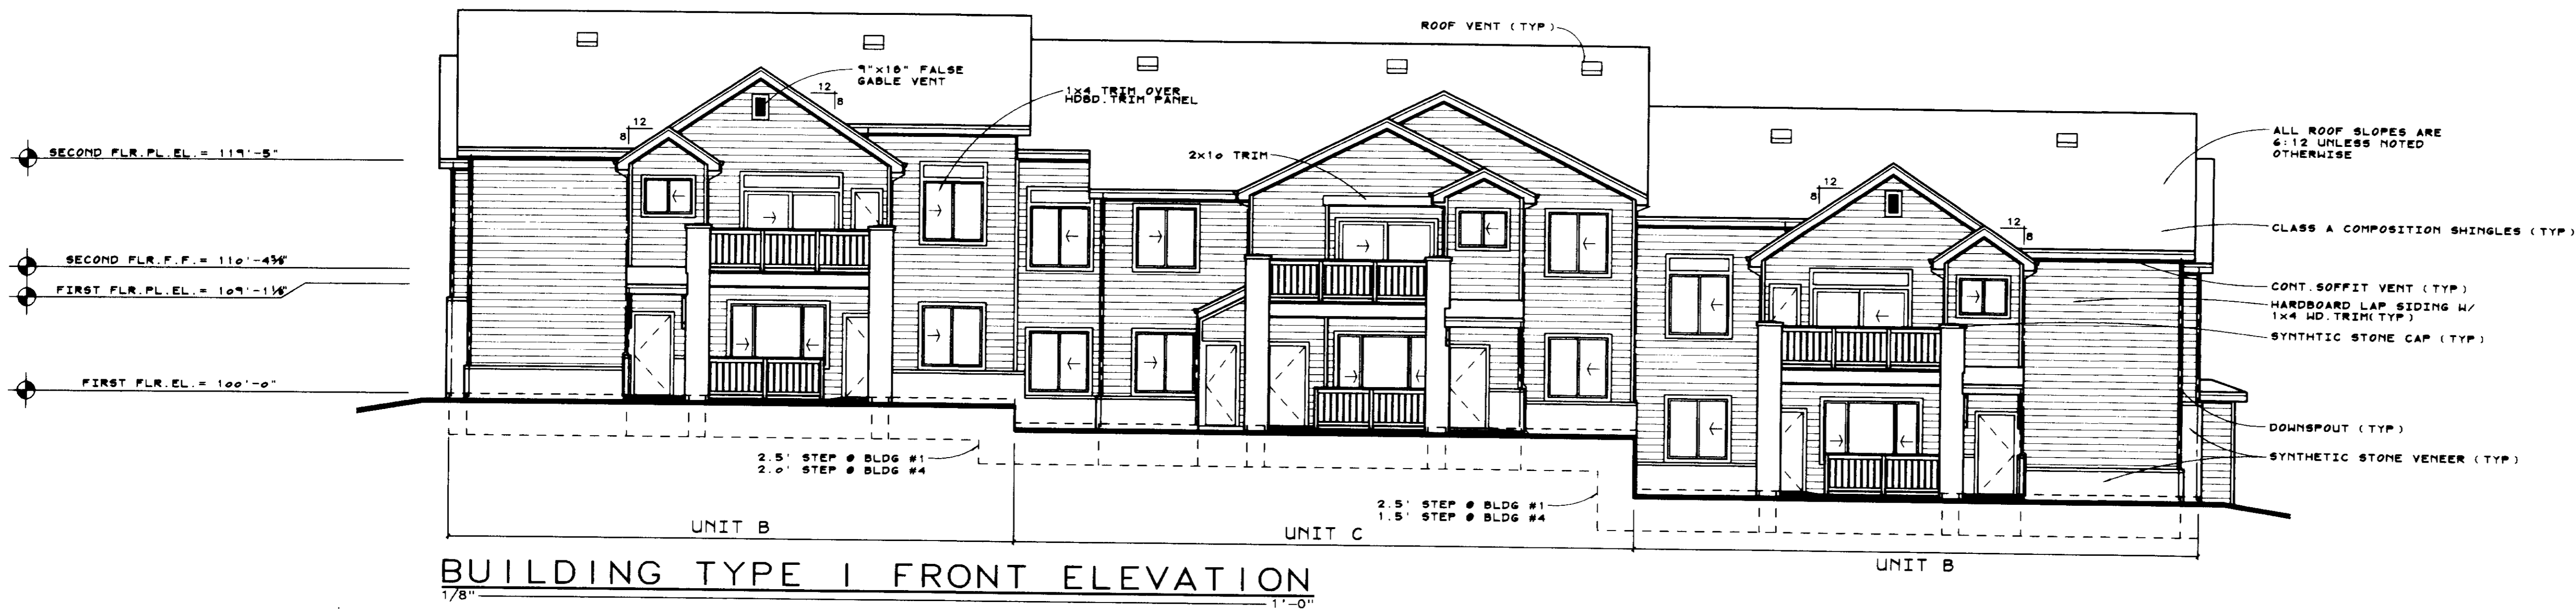 ROOF VENT (TYP)
9"x18" FALSE
GABLE VENT
12
8
1x4 TRIM OVER
HDBD.TRIM PANEL
12
8
2x10 TRIM
ALL ROOF SLOPES ARE
6:12 UNLESS NOTED
OTHERWISE
SECOND FLR.PL.EL.= 119'-5"
12
8
12
8
CLASS A COMPOSITION SHINGLES (TYP)
SECOND FLR.F.F.= 110'-4⅜"
FIRST FLR.PL.EL.= 109'-1⅛"
CONT.SOFFIT VENT (TYP)
HARDBOARD LAP SIDING W/
1x4 WD.TRIM(TYP)
SYNTHTIC STONE CAP (TYP)
FIRST FLR.EL.= 100'-0"
DOWNSPOUT (TYP)
SYNTHETIC STONE VENEER (TYP)
2.5' STEP @ BLDG #1
2.0' STEP @ BLDG #4
2.5' STEP @ BLDG #1
1.5' STEP @ BLDG #4
UNIT B
UNIT C
UNIT B
BUILDING TYPE I FRONT ELEVATION
1/8" 1'-0"